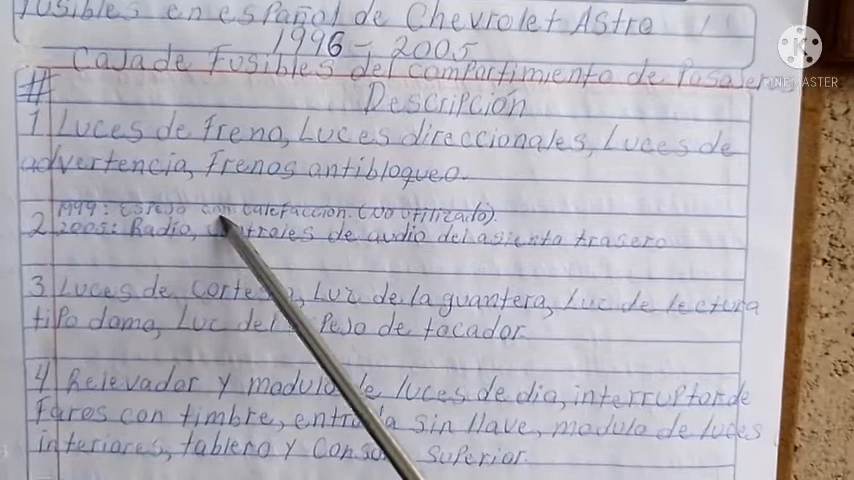 Fusibles en español de Chevrolet Astro
1996 - 2005
Caja de Fusibles del compartimiento de Pasajeros
KINEMASTER
#
Descripción
1 Luces de freno, Luces direccionales, Luces de
advertencia, Frenos antibloqueo.
1999: Espejo con calefacción. (No utilizado).
2 2005: Radio, controles de audio del asiento trasero
3 Luces de cortesía, Luz de la guantera, Luz de lectura
tipo domo, Luz del espejo de tocador.
4 Relevador y modulo de luces de dia, interruptor de
Faros con timbre, entrada sin llave, modulo de luces
interiores, tablero y consola superior.